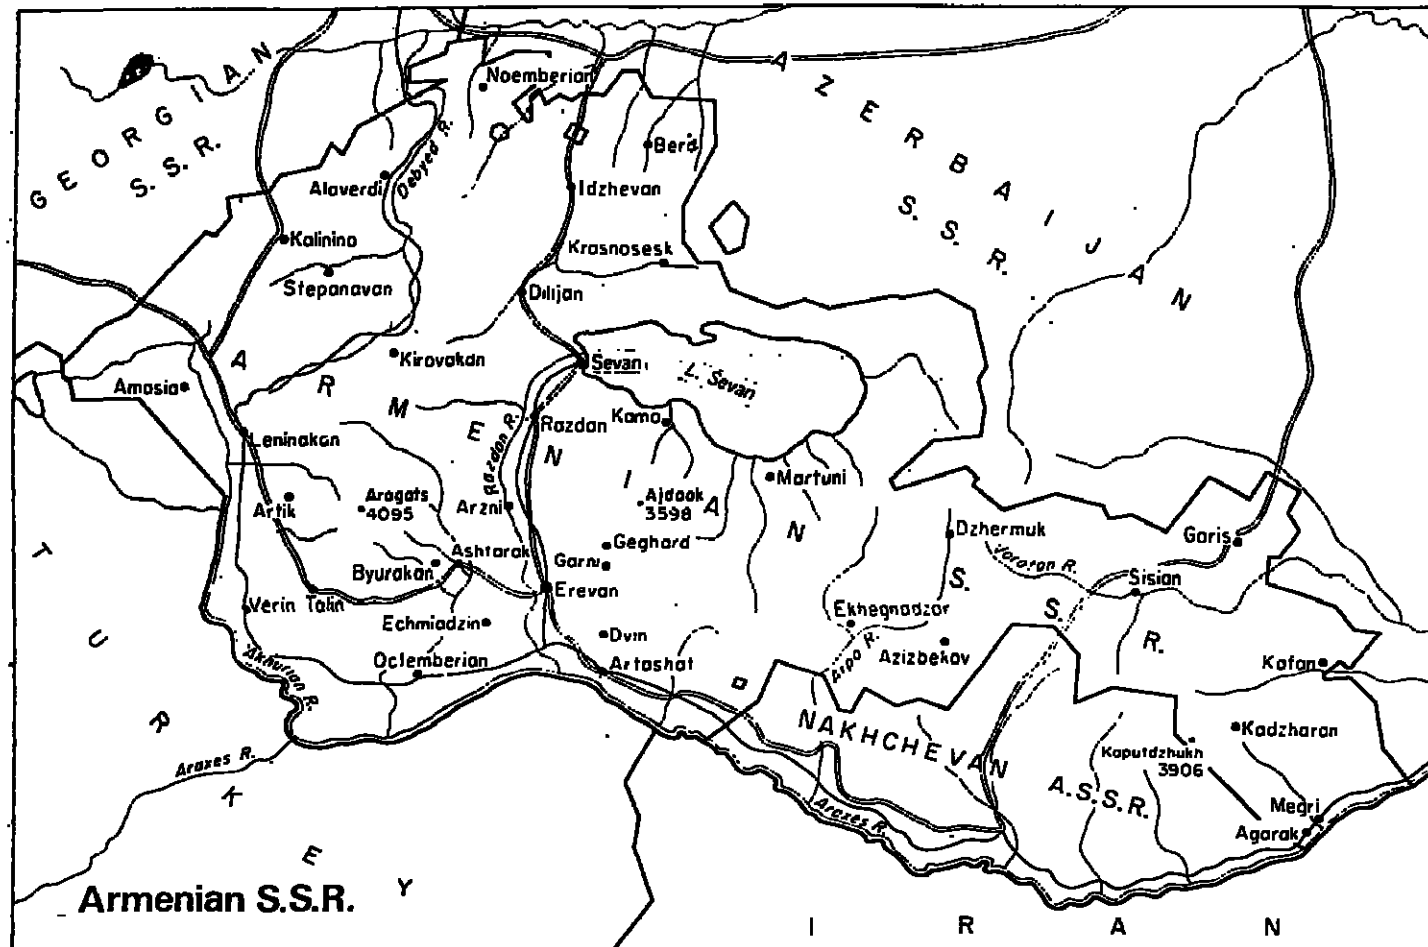 GEORGIAN
S.S.R.
AZERBAIJAN
S.S.R.
Noemberian
Debyed R.
Berd
Alaverdi
Idzhevan
Kalinino
Krasnosesk
Stepanavan
Dilijan
ARMENIAN
S.S.R.
Kirovakan
Sevan
L. Sevan
Amasia
Razdan R.
Razdan
Kamo
Leninakan
Martuni
Artik
Aragats
4095
Arzni
Ajdaak
3598
Dzhermuk
Goris
Ashtarak
Geghard
Garni
Byurakan
Vorotan R.
Sisian
Verin Talin
Erevan
Echmiadzin
Ekhegnadzor
Dvin
Arpa R.
Azizbekov
Kafan
Octemberian
Artashat
Akhurian R.
TURKEY
NAKHCHEVAN
A.S.S.R.
Kadzharan
Kaputdzhukh
3906
Araxes R.
Araxes R.
Megri
Agarak
Armenian S.S.R.
IRAN